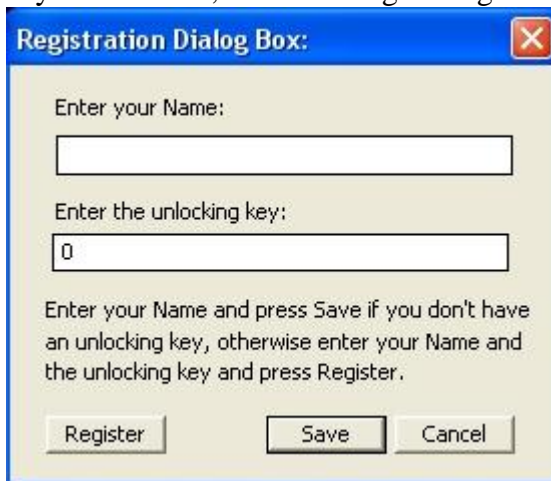 Registration Dialog Box:
Enter your Name:
Enter the unlocking key:
0
Enter your Name and press Save if you don't have
an unlocking key, otherwise enter your Name and
the unlocking key and press Register.
Register Save Cancel